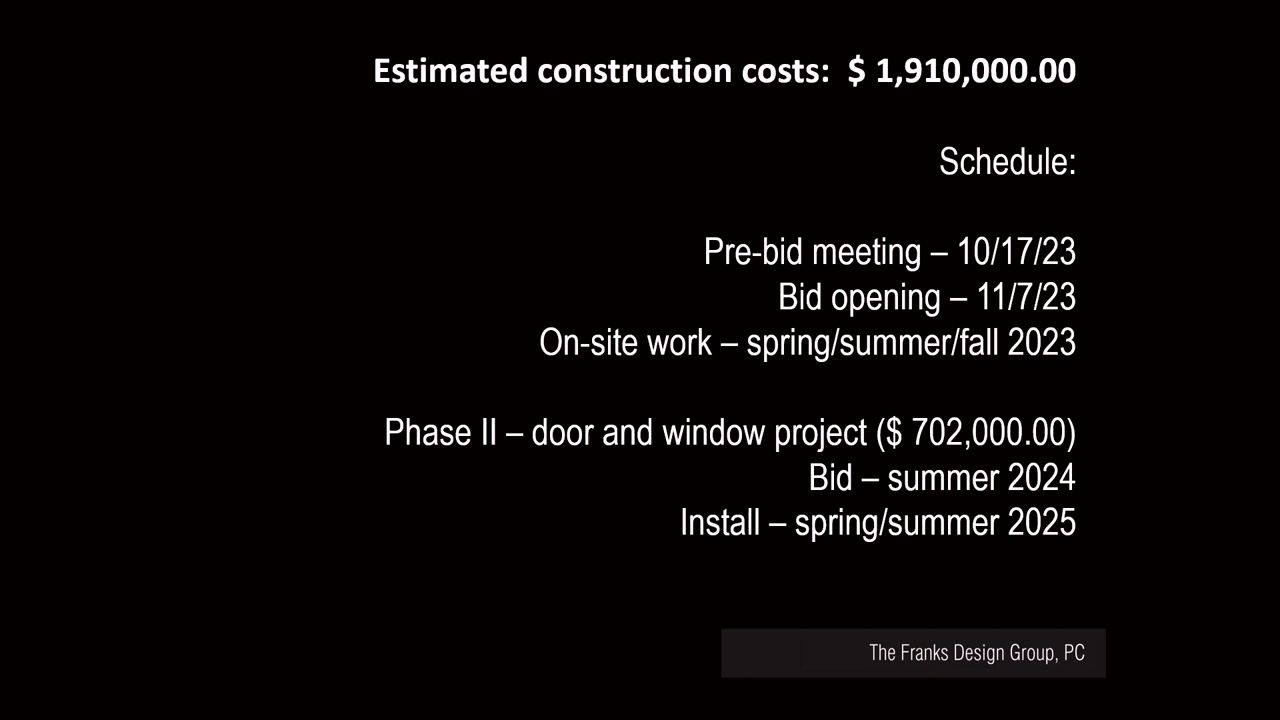 Estimated construction costs: $ 1,910,000.00
Schedule:
Pre-bid meeting – 10/17/23
Bid opening – 11/7/23
On-site work – spring/summer/fall 2023
Phase II – door and window project ($ 702,000.00)
Bid – summer 2024
Install – spring/summer 2025
The Franks Design Group, PC